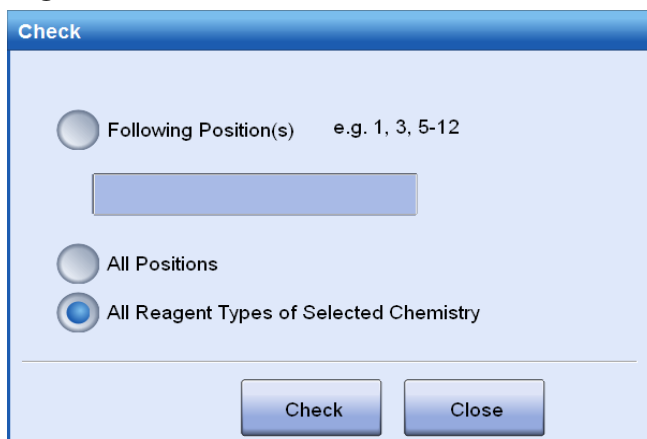 Check
Following Position(s) e.g. 1, 3, 5-12
All Positions
All Reagent Types of Selected Chemistry
Check Close